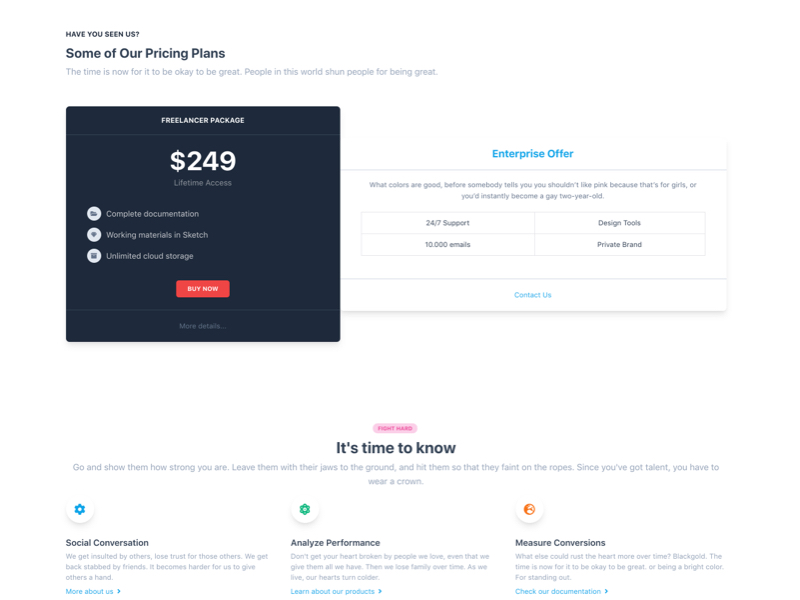 HAVE YOU SEEN US?
Some of Our Pricing Plans
The time is now for it to be okay to be great. People in this world shun people for being great.
FREELANCER PACKAGE
$249
Lifetime Access
Complete documentation
Working materials in Sketch
Unlimited cloud storage
BUY NOW
More details...
Enterprise Offer
What colors are good, before somebody tells you you shouldn't like pink because that's for girls, or
you'd instantly become a gay two-year-old.
24/7 Support
Design Tools
10.000 emails
Private Brand
Contact Us
FIGHT HARD
It's time to know
Go and show them how strong you are. Leave them with their jaws to the ground, and hit them so that they faint on the ropes. Since you've got talent, you have to
wear a crown.
Social Conversation
We get insulted by others, lose trust for those others. We get
back stabbed by friends. It becomes harder for us to give
others a hand.
More about us
Analyze Performance
Don't get your heart broken by people we love, even that we
give them all we have. Then we lose family over time. As we
live, our hearts turn colder.
Learn about our products
Measure Conversions
What else could rust the heart more over time? Blackgold. The
time is now for it to be okay to be great. or being a bright color.
For standing out.
Check our documentation